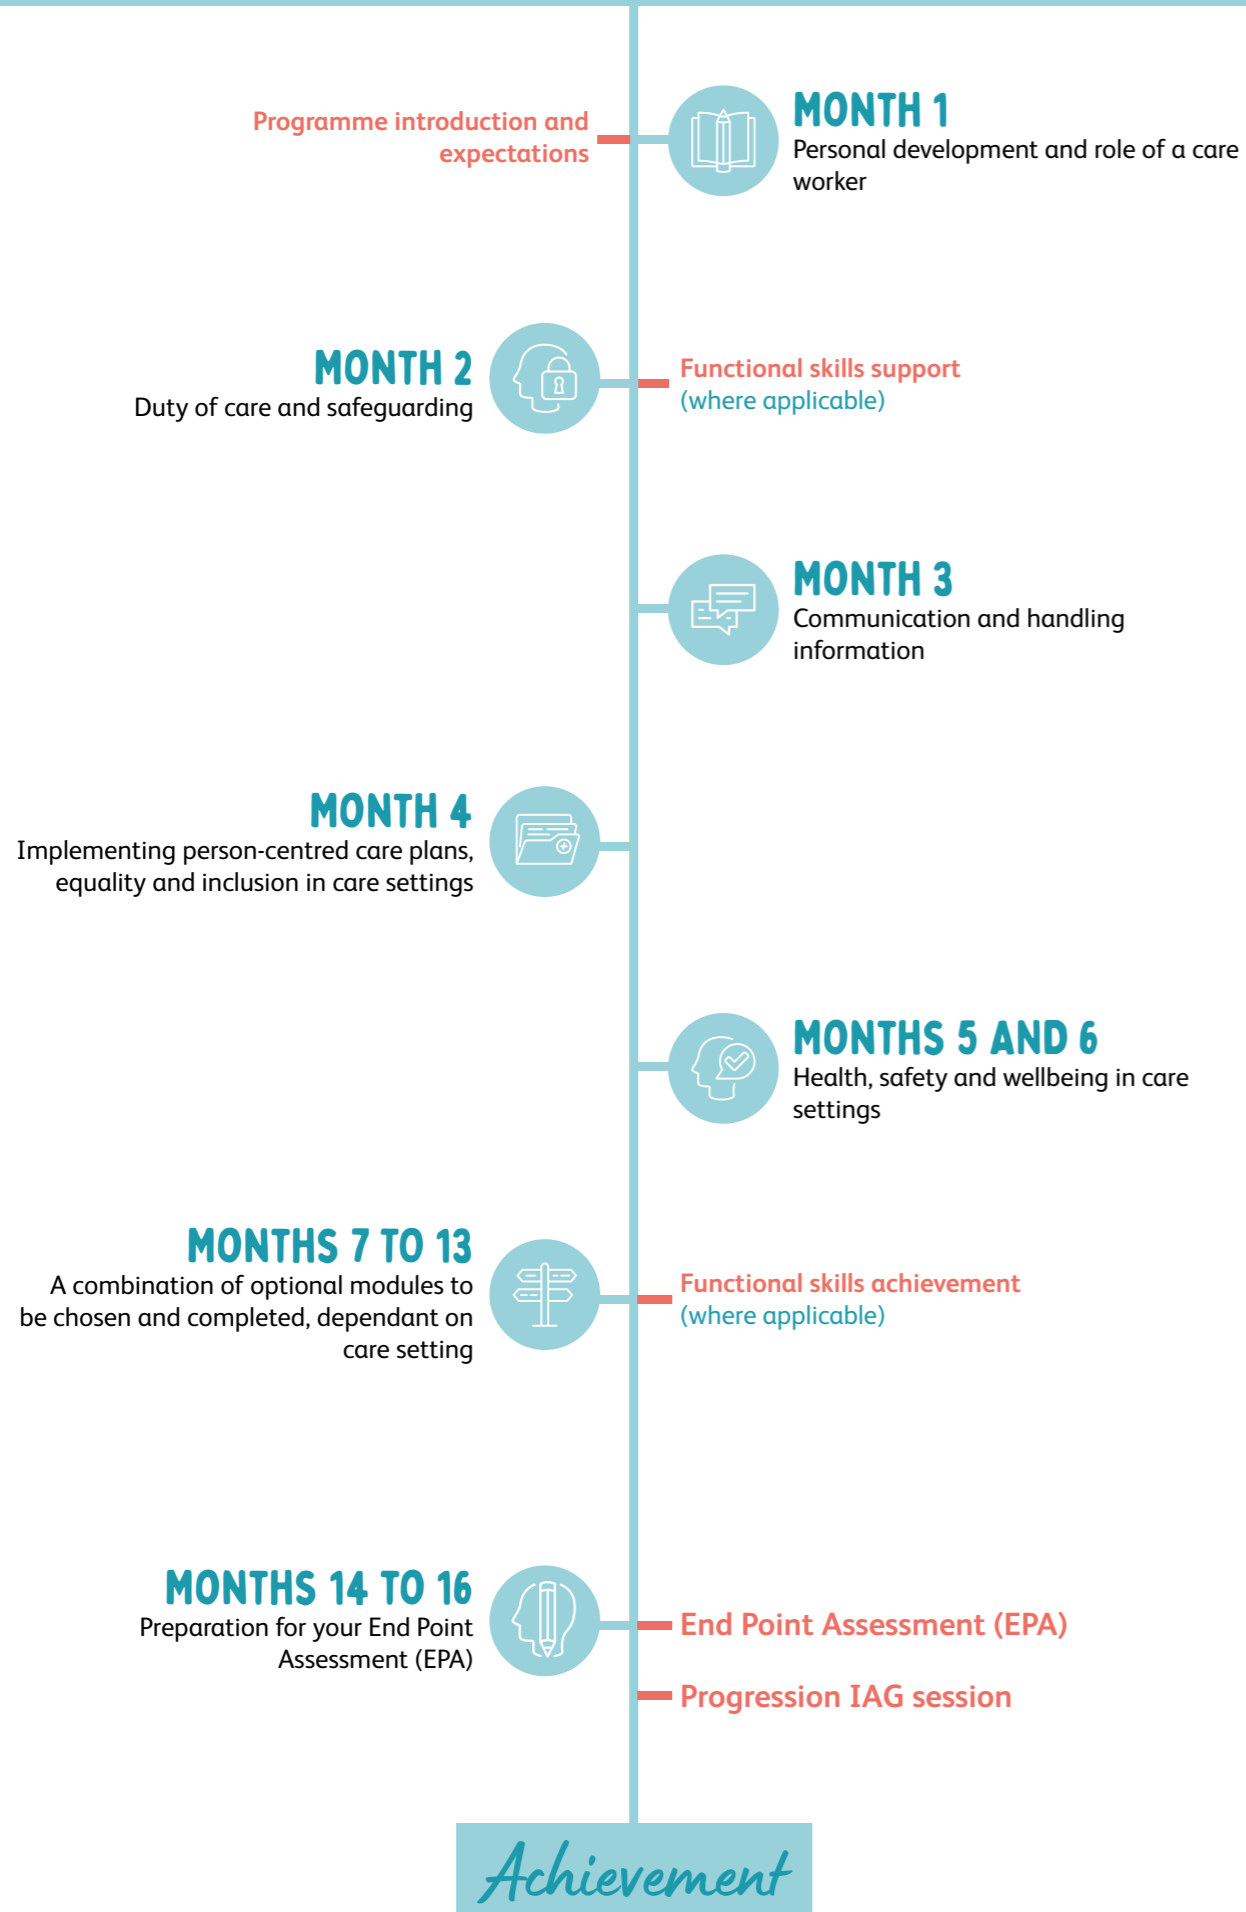 Programme introduction and
expectations
MONTH 1
Personal development and role of a care
worker
MONTH 2
Duty of care and safeguarding
Functional skills support
(where applicable)
MONTH 3
Communication and handling
information
MONTH 4
Implementing person-centred care plans,
equality and inclusion in care settings
MONTHS 5 AND 6
Health, safety and wellbeing in care
settings
MONTHS 7 TO 13
A combination of optional modules to
be chosen and completed, dependant on
care setting
Functional skills achievement
(where applicable)
MONTHS 14 TO 16
Preparation for your End Point
Assessment (EPA)
End Point Assessment (EPA)
Progression IAG session
Achievement